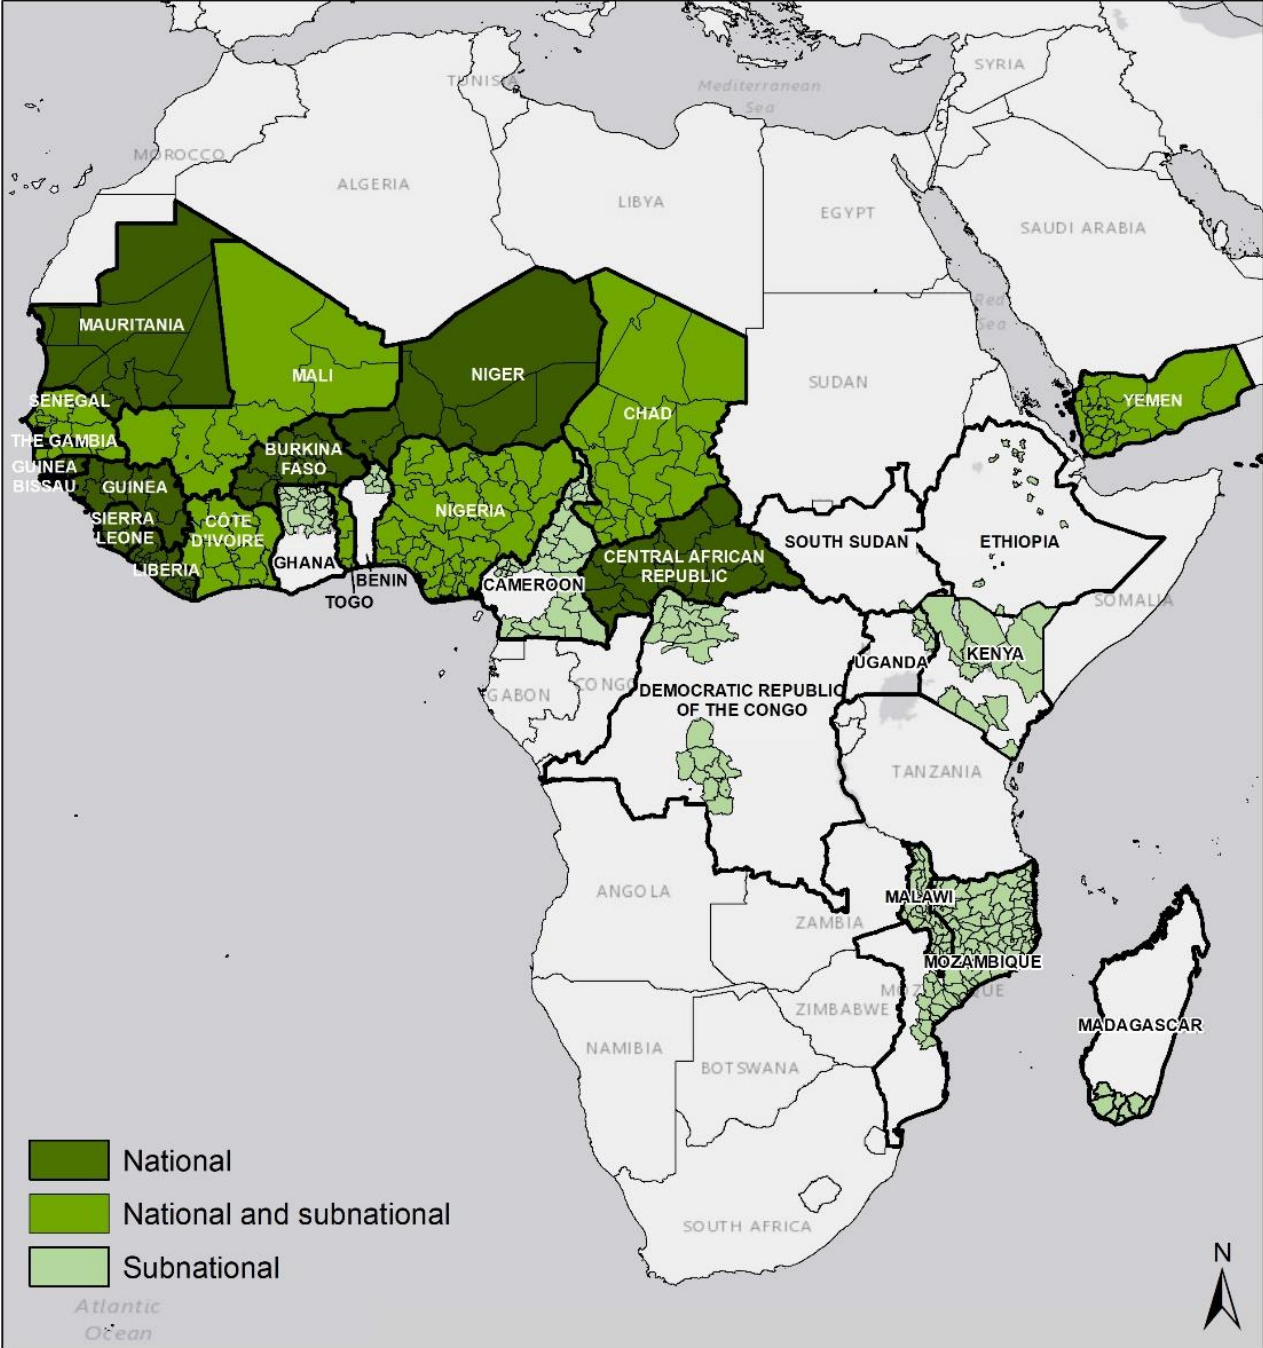 SYRIA
TUNISIA
Mediterranean
Sea
MOROCCO
ALGERIA
LIBYA
EGYPT
SAUDI ARABIA
Red
Sea
MAURITANIA
MALI
NIGER
SUDAN
SENEGAL
CHAD
YEMEN
THE GAMBIA
BURKINA
FASO
GUINEA
BISSAU
GUINEA
NIGERIA
SIERRA
LEONE
CÔTE
D'IVOIRE
SOUTH SUDAN
ETHIOPIA
LIBERIA
GHANA
CENTRAL AFRICAN
REPUBLIC
BENIN
CAMEROON
TOGO
SOMALIA
UGANDA
KENYA
GABON
CONGO
DEMOCRATIC REPUBLIC
OF THE CONGO
TANZANIA
ANGOLA
MALAWI
ZAMBIA
MOZAMBIQUE
MOZAMBIQUE
ZIMBABWE
MADAGASCAR
NAMIBIA
BOTSWANA
National
National and subnational
SOUTH AFRICA
Subnational
N
Atlantic
Ocean